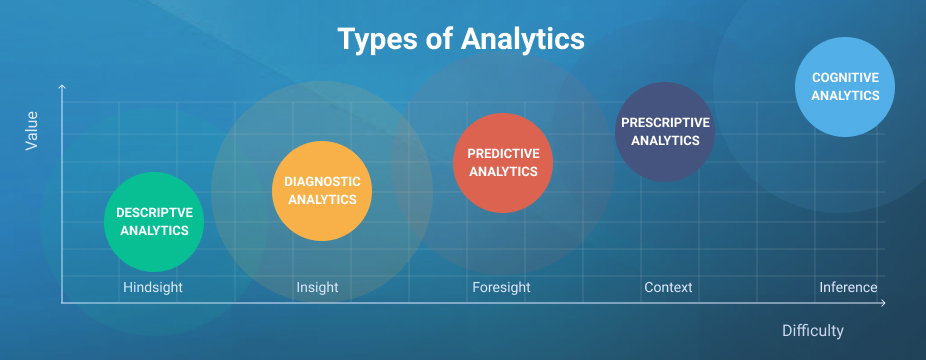 Types of Analytics
Value
DESCRIPTVE
ANALYTICS
DIAGNOSTIC
ANALYTICS
PREDICTIVE
ANALYTICS
PRESCRIPTIVE
ANALYTICS
COGNITIVE
ANALYTICS
Hindsight
Insight
Foresight
Context
Inference
Difficulty